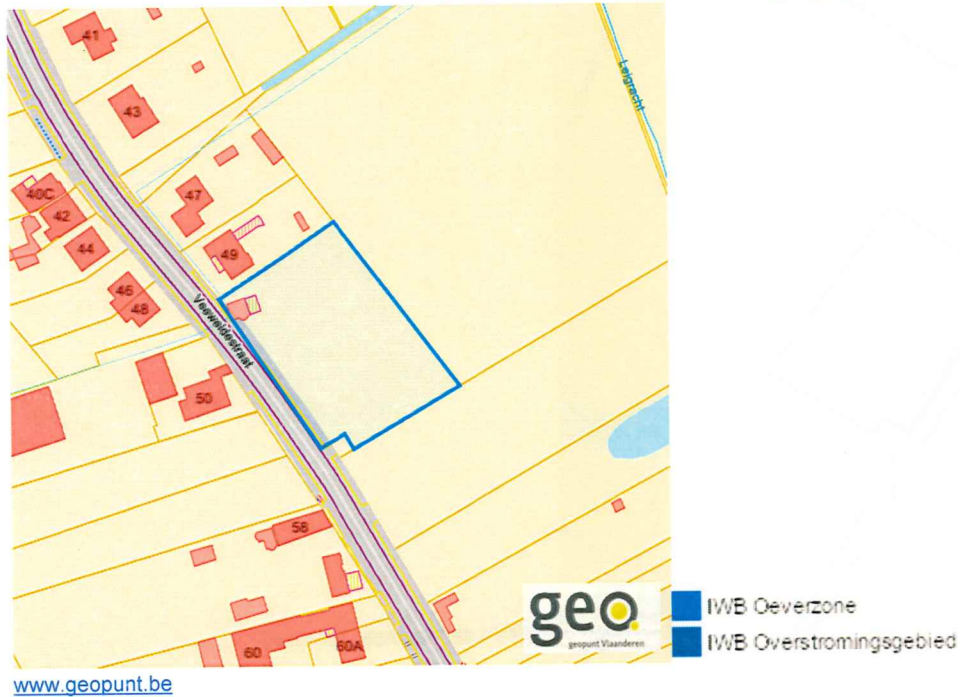 41
43
Leigracht
47
40C
42
49
44
46
48
Veeweidestraat
50
58
60
60A
geo.
geopunt Vlaanderen
IWB Oeverzone
IWB Overstromingsgebied
www.geopunt.be